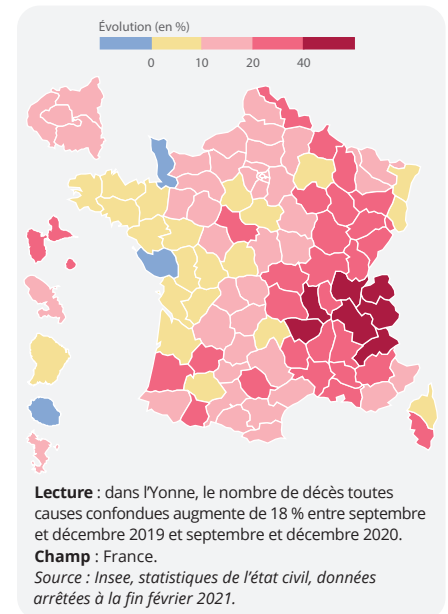 Évolution (en %)
0 10 20 40
Lecture : dans l'Yonne, le nombre de décès toutes
causes confondues augmente de 18 % entre septembre
et décembre 2019 et septembre et décembre 2020.
Champ : France.
Source : Insee, statistiques de l'état civil, données
arrêtées à la fin février 2021.